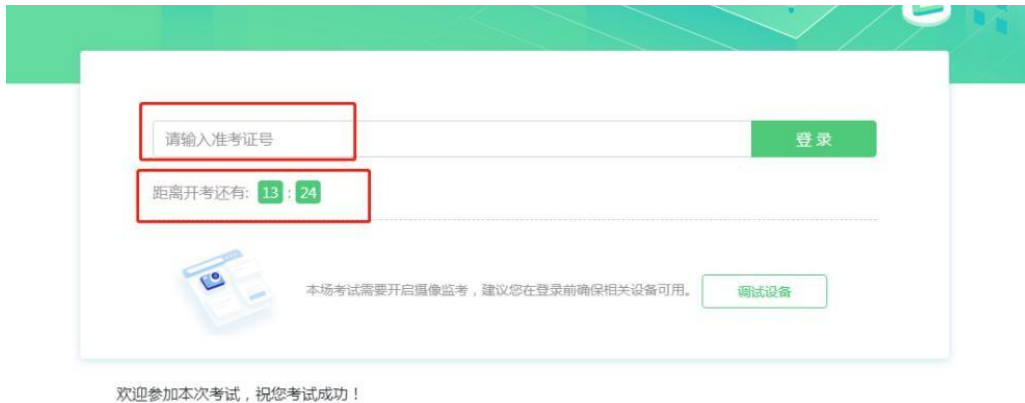 请输入准考证号
登录
距离开考还有: 13 : 24
本场考试需要开启摄像监考，建议您在登录前确保相关设备可用。
调试设备
欢迎参加本次考试，祝您考试成功！